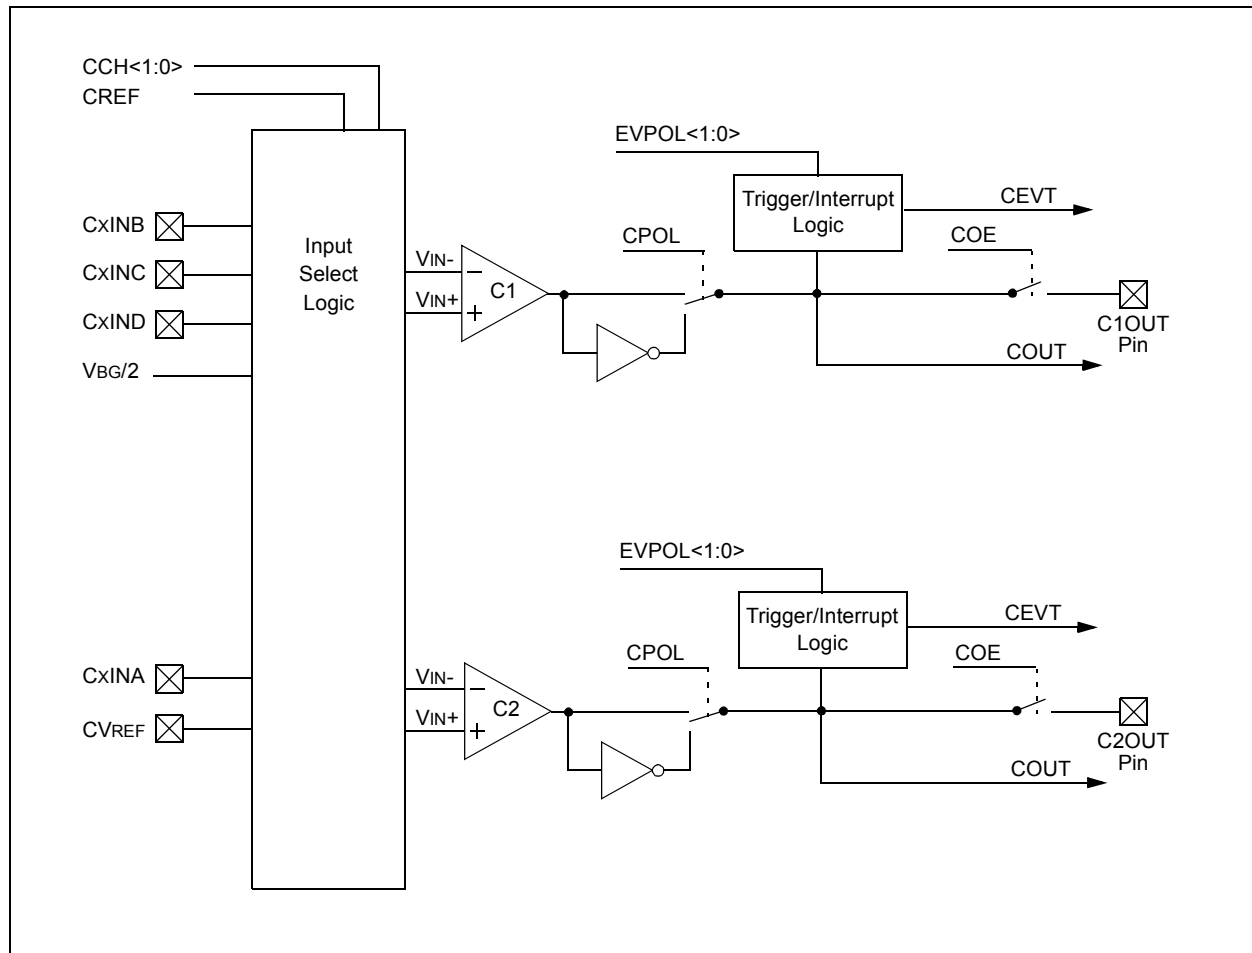 CCH<1:0>
CREF
EVPOL<1:0>
Trigger/Interrupt
Logic
CEVT
CXINB
CXINC
CXIND
VBG/2
Input
Select
Logic
VIN-
VIN+
C1
CPOL
COE
C1OUT
Pin
COUT
EVPOL<1:0>
Trigger/Interrupt
Logic
CEVT
CXINA
CVREF
VIN-
VIN+
C2
CPOL
COE
C2OUT
Pin
COUT